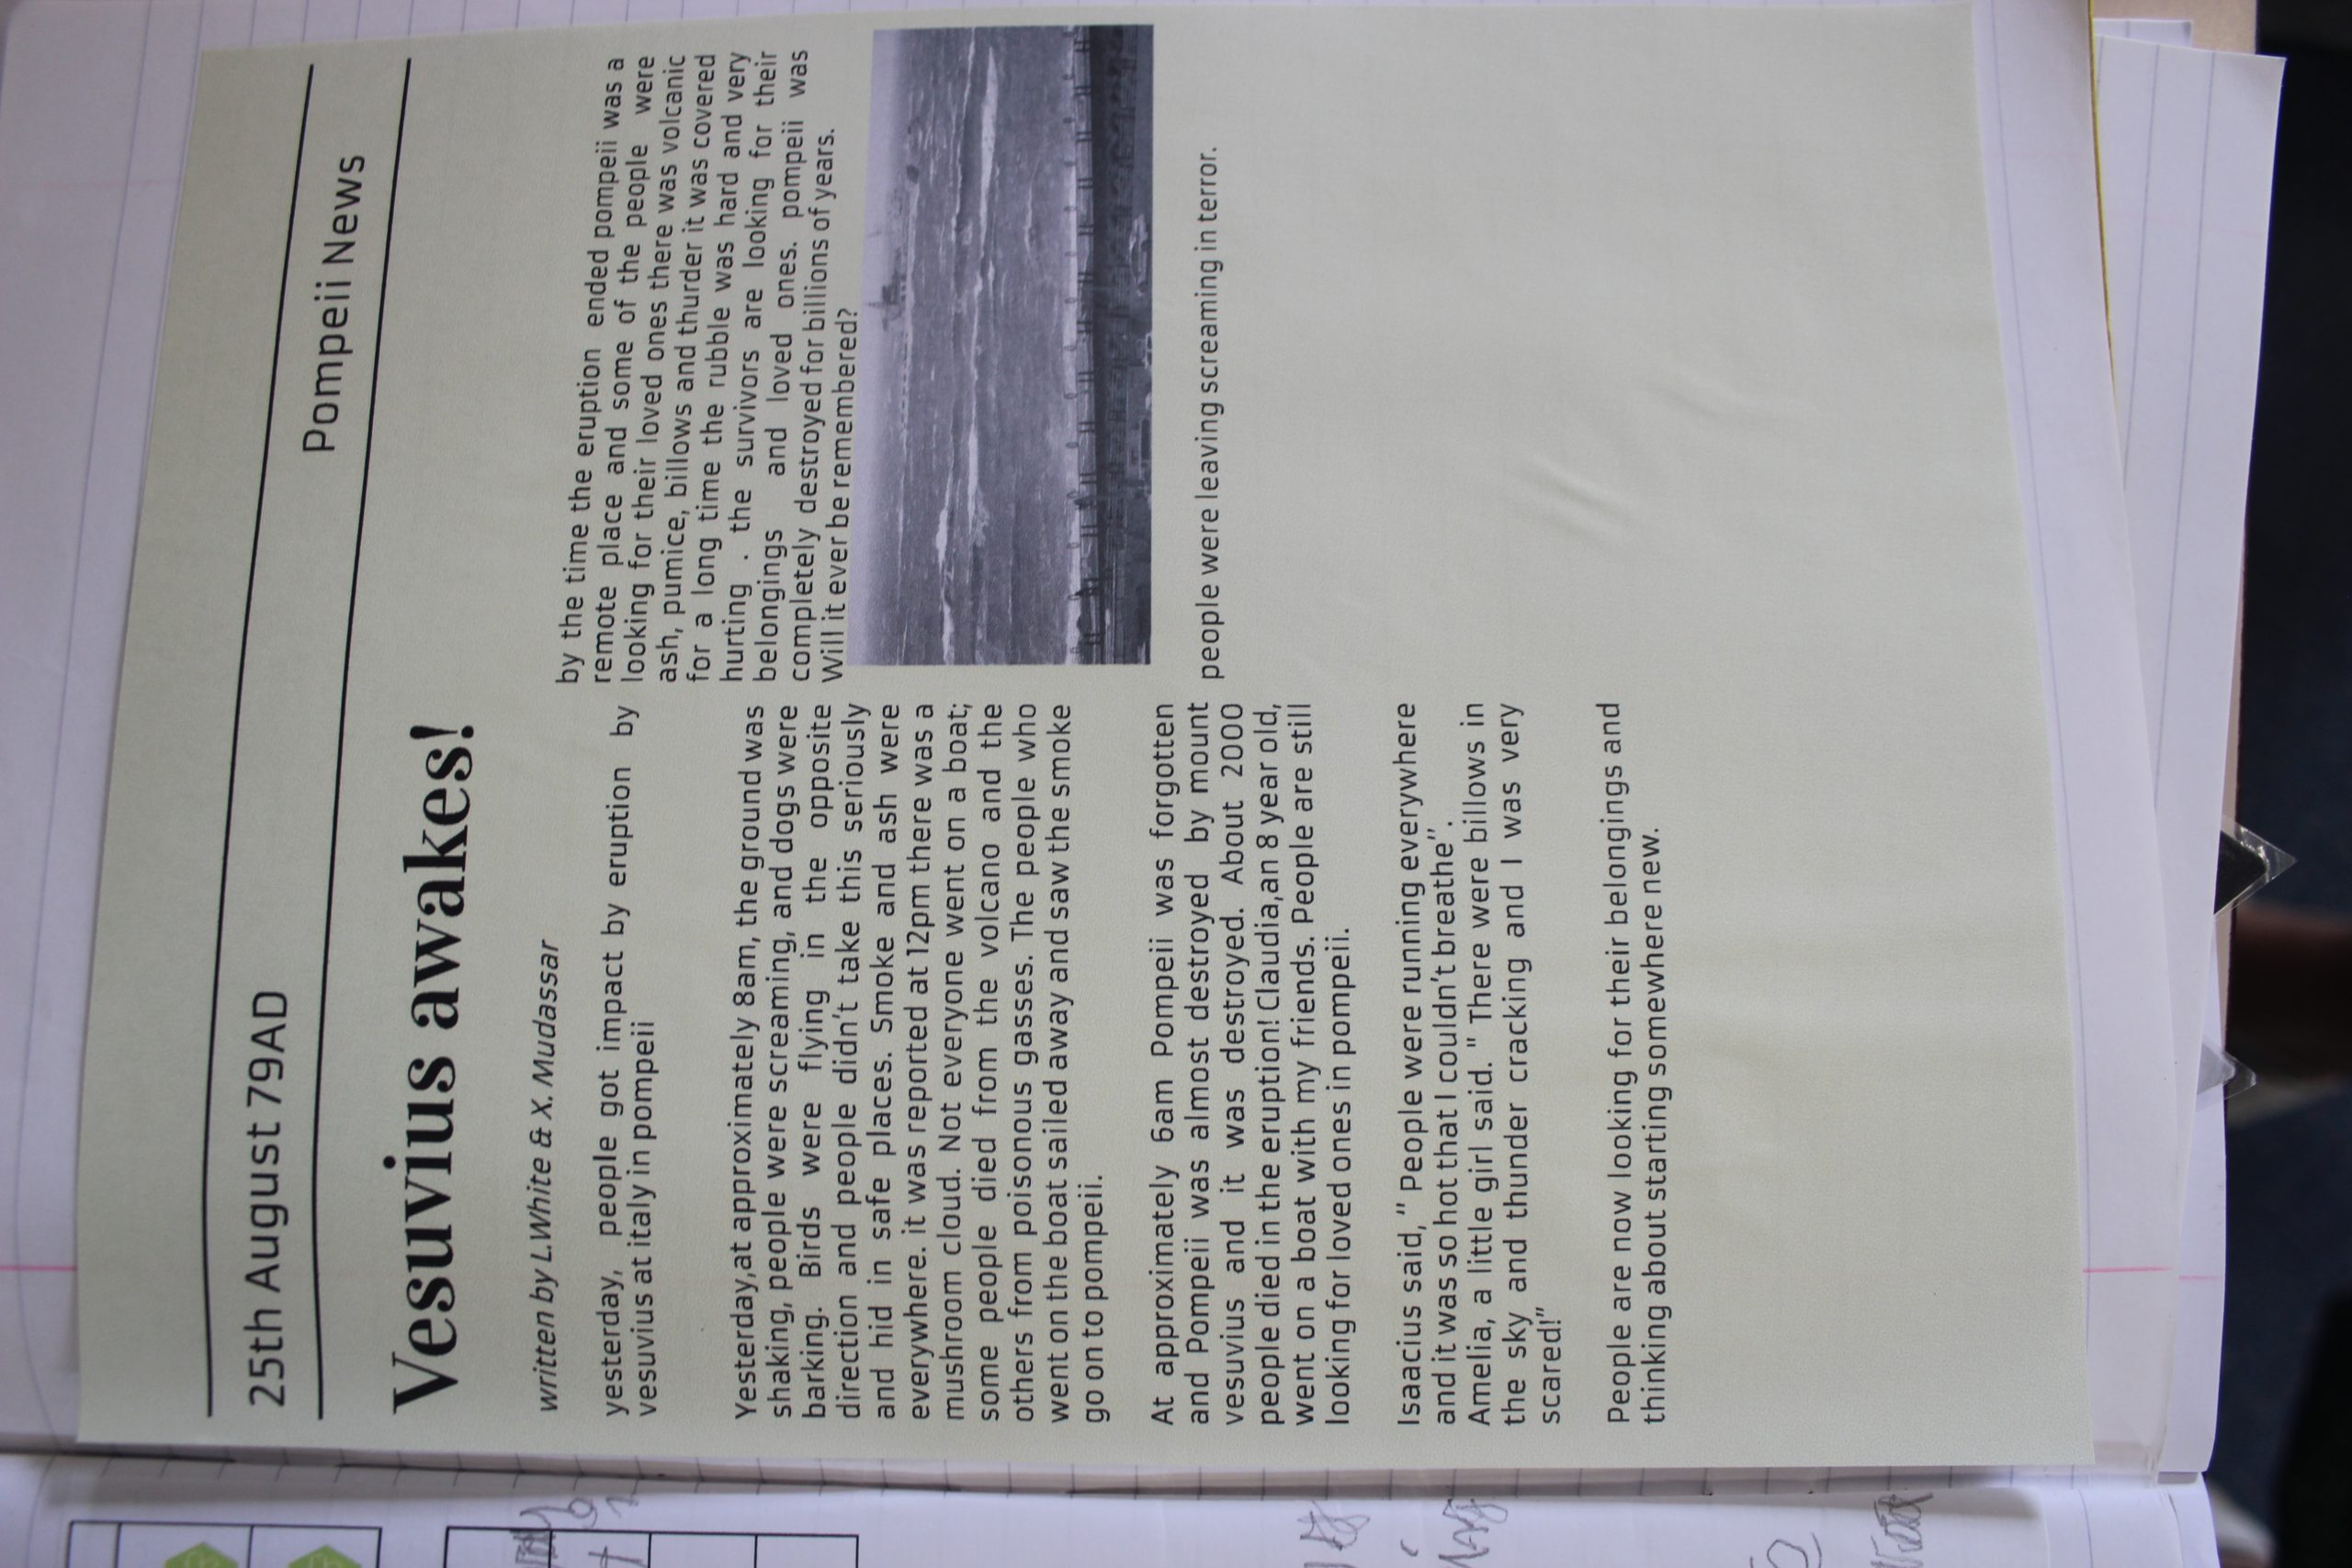 25th August 79AD
Pompeii News
Vesuvius awakes!
written by L.White & X. Mudassar
yesterday, people got impact by eruption by
vesuvius at italy in pompeii
Yesterday,at approximately 8am, the ground was
shaking, people were screaming, and dogs were
barking. Birds were flying in the opposite
direction and people didn't take this seriously
and hid in safe places. Smoke and ash were
everywhere. it was reported at 12pm there was a
mushroom cloud. Not everyone went on a boat;
some people died from the volcano and the
others from poisonous gasses. The people who
went on the boat sailed away and saw the smoke
go on to pompeii.
At approximately 6am Pompeii was forgotten
and Pompeii was almost destroyed by mount
vesuvius and it was destroyed. About 2000
people died in the eruption! Claudia,an 8 year old,
went on a boat with my friends. People are still
looking for loved ones in pompeii.
Isaacius said," People were running everywhere
and it was so hot that I couldn't breathe".
Amelia, a little girl said. " There were billows in
the sky and thunder cracking and I was very
scared!"
People are now looking for their belongings and
thinking about starting somewhere new.
by the time the eruption ended pompeii was a
remote place and some of the people were
looking for their loved ones there was volcanic
ash, pumice, billows and thurder it was covered
for a long time the rubble was hard and very
hurting . the survivors are looking for their
belongings and loved ones. pompeii was
completely destroyed for billions of years.
Will it ever be remembered?
people were leaving screaming in terror.